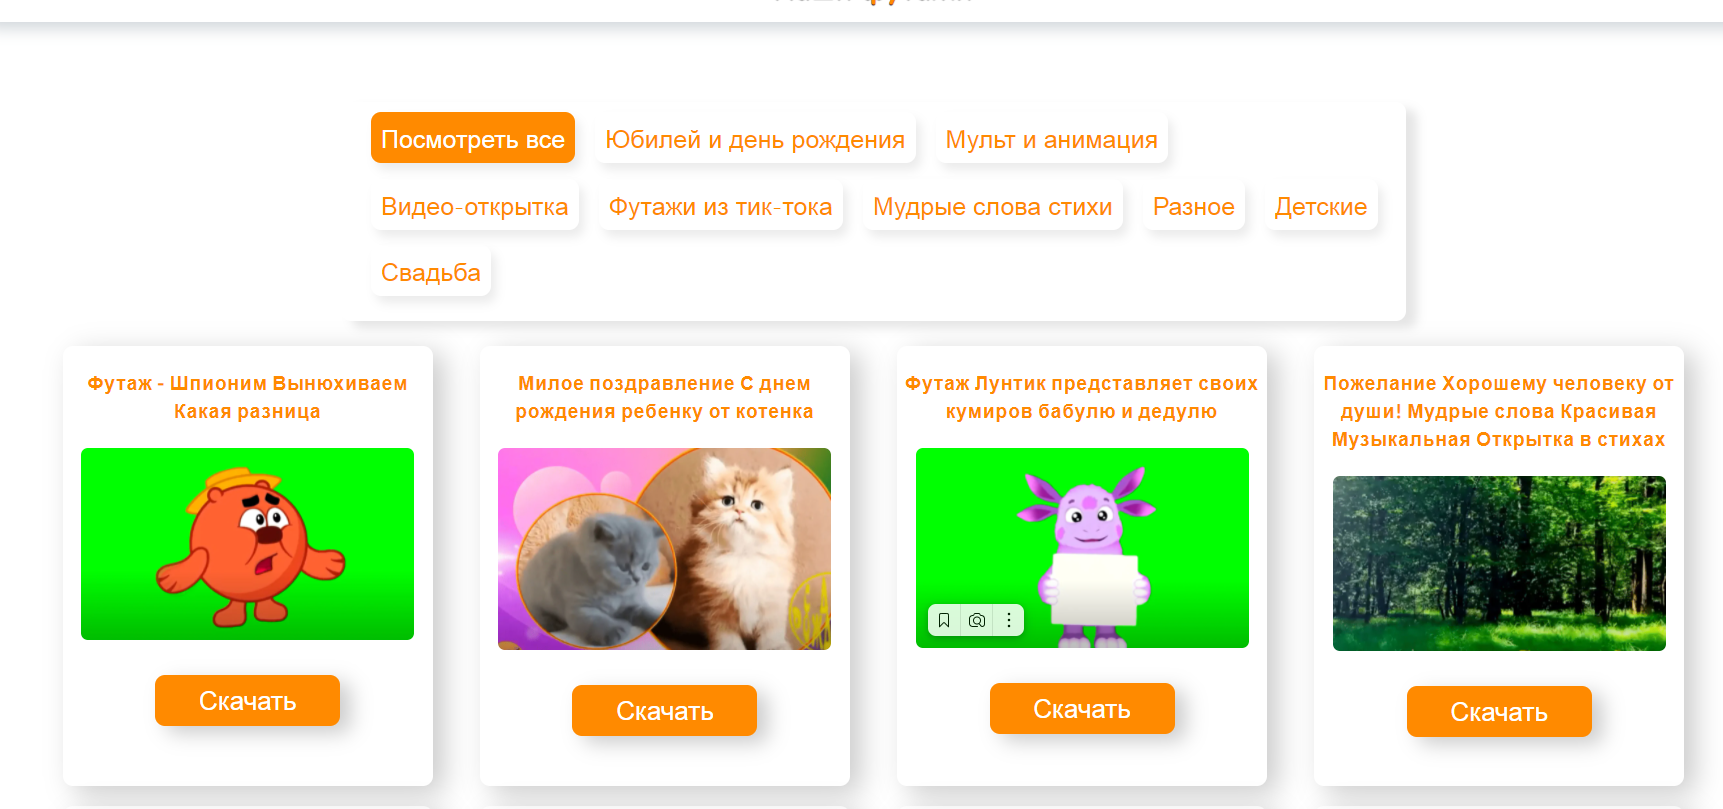 Посмотреть все
Юбилей и день рождения
Мульт и анимация
Видео-открытка
Футажи из тик-тока
Мудрые слова стихи
Разное
Детские
Свадьба
Футаж - Шпионим Вынюхиваем
Какая разница
Скачать
Милое поздравление С днем
рождения ребенку от котенка
Скачать
Футаж Лунтик представляет своих
кумиров бабулю и дедулю
Скачать
Пожелание Хорошему человеку от
души! Мудрые слова Красивая
Музыкальная Открытка в стихах
Скачать